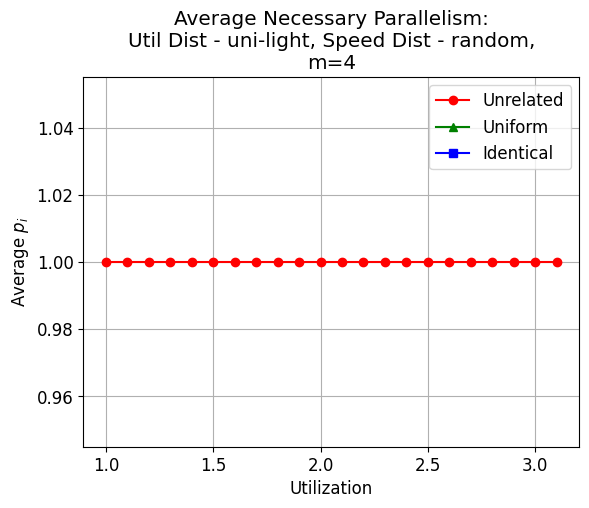 Average Necessary Parallelism:
Util Dist - uni-light, Speed Dist - random,
m=4
Unrelated
Uniform
Identical
1.04
1.02
1.00
0.98
0.96
Average $p_i$
1.0 1.5 2.0 2.5 3.0
Utilization